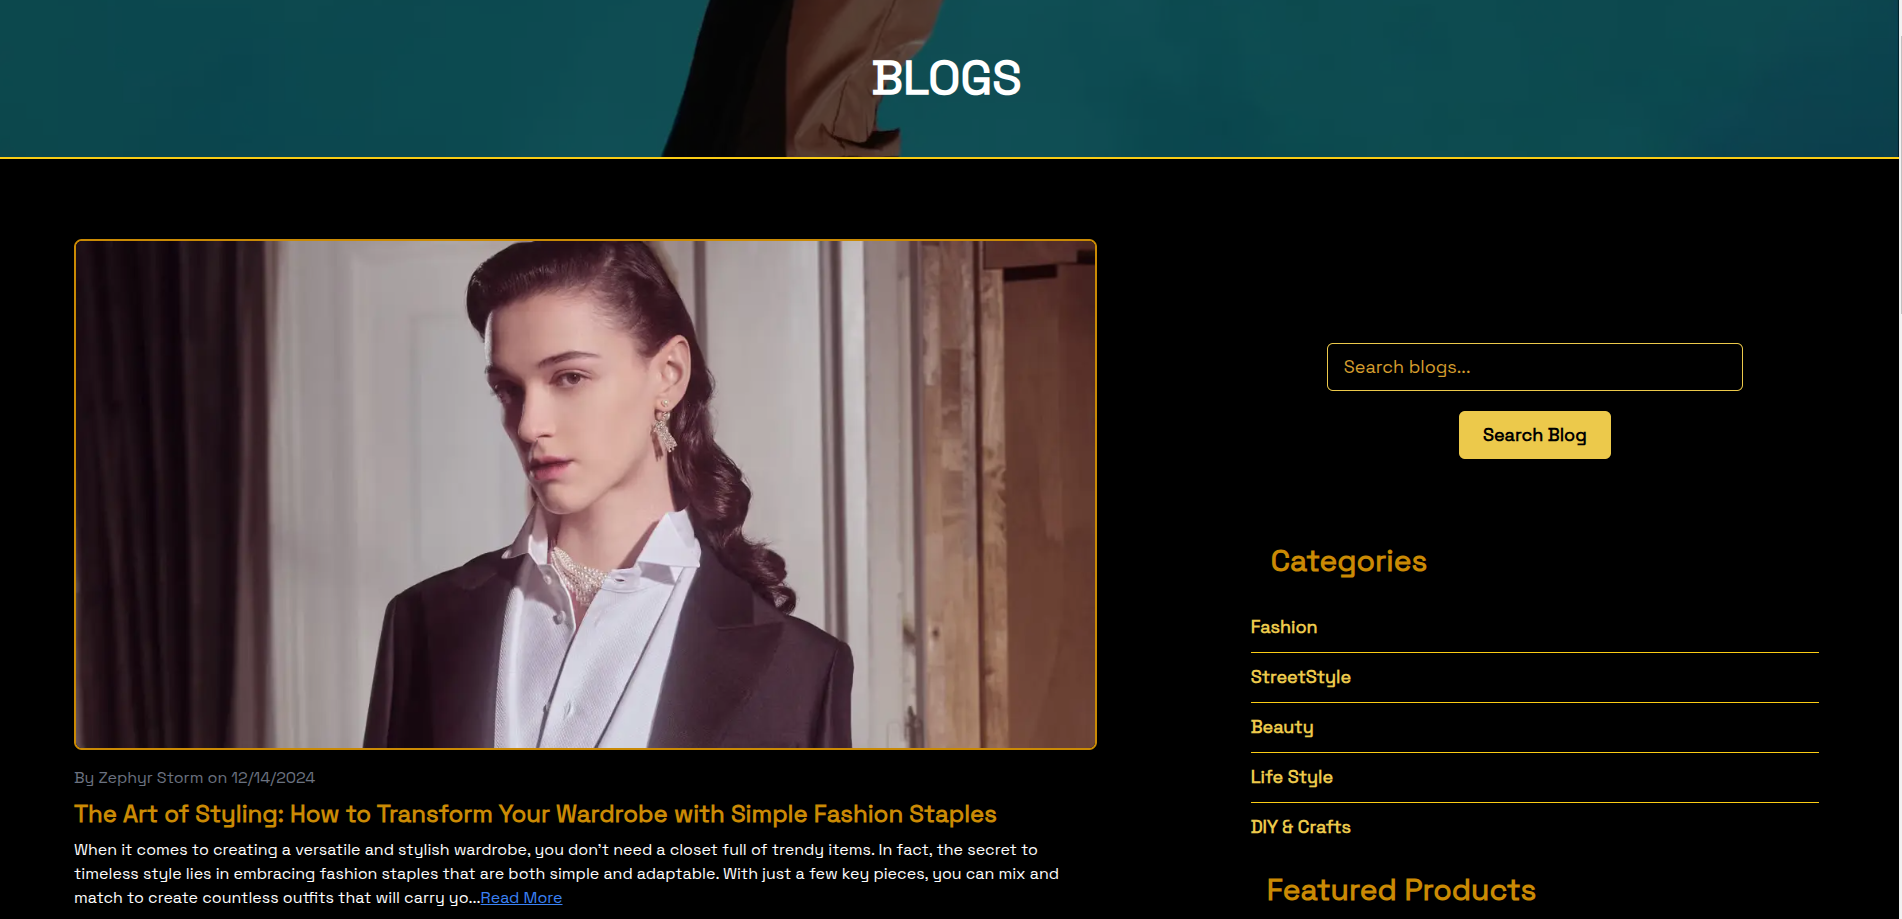 BLOGS
By Zephyr Storm on 12/14/2024
The Art of Styling: How to Transform Your Wardrobe with Simple Fashion Staples
When it comes to creating a versatile and stylish wardrobe, you don't need a closet full of trendy items. In fact, the secret to
timeless style lies in embracing fashion staples that are both simple and adaptable. With just a few key pieces, you can mix and
match to create countless outfits that will carry yo...Read More
Search blogs...
Search Blog
Categories
Fashion
StreetStyle
Beauty
Life Style
DIY & Crafts
Featured Products